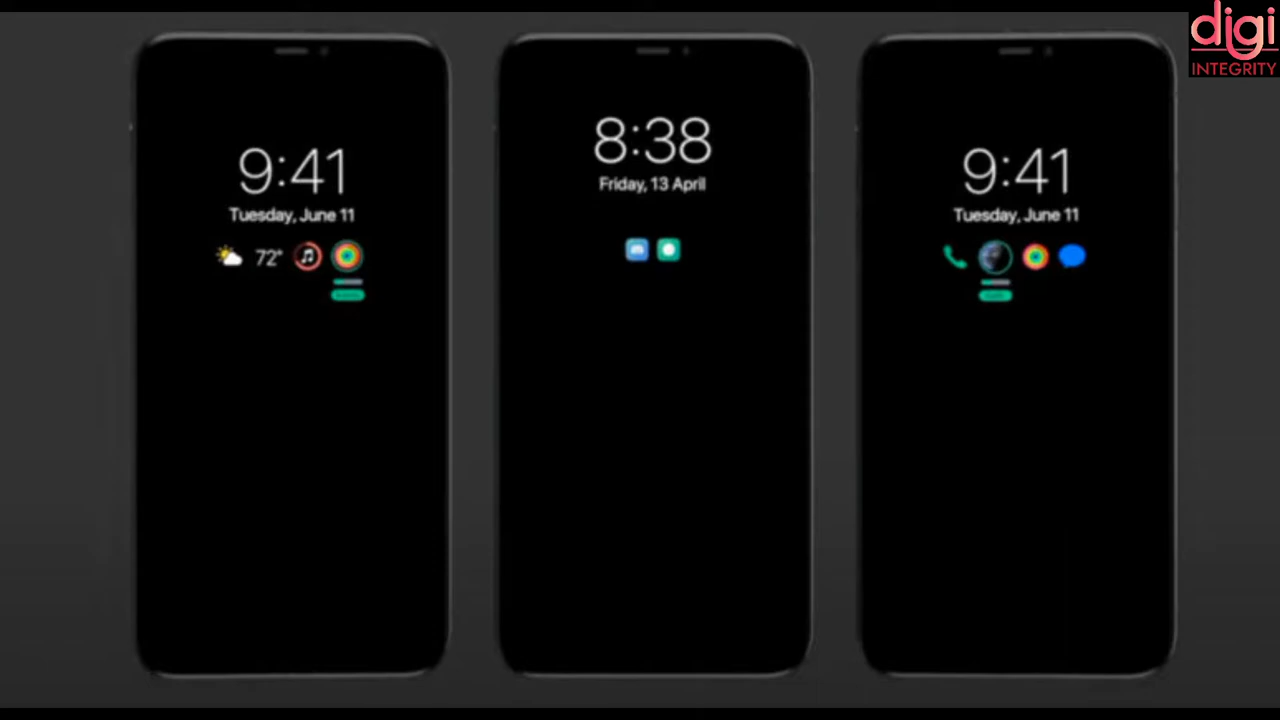 digi
INTEGRITY
9:41
Tuesday, June 11
72°
8:38
Friday, 13 April
9:41
Tuesday, June 11